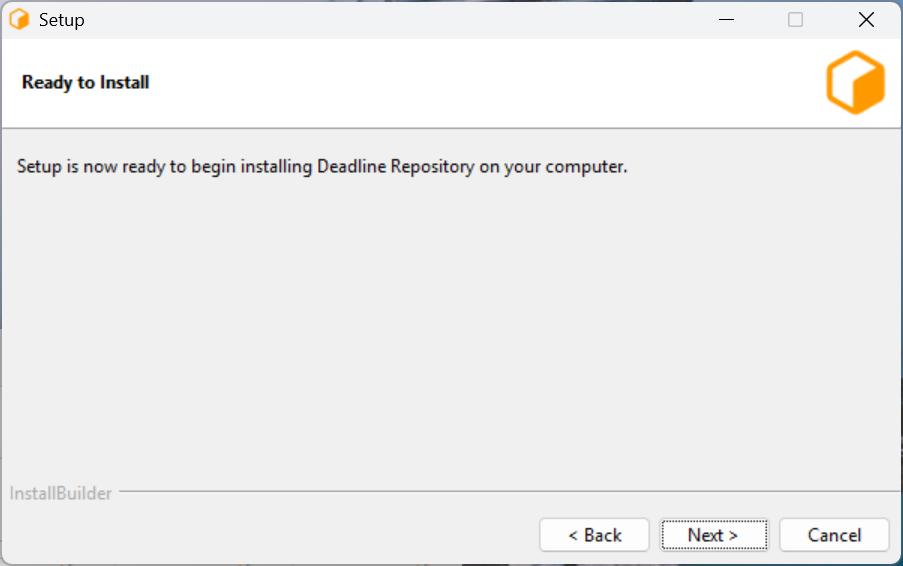 Setup
Ready to Install
Setup is now ready to begin installing Deadline Repository on your computer.
InstallBuilder
< Back
Next >
Cancel